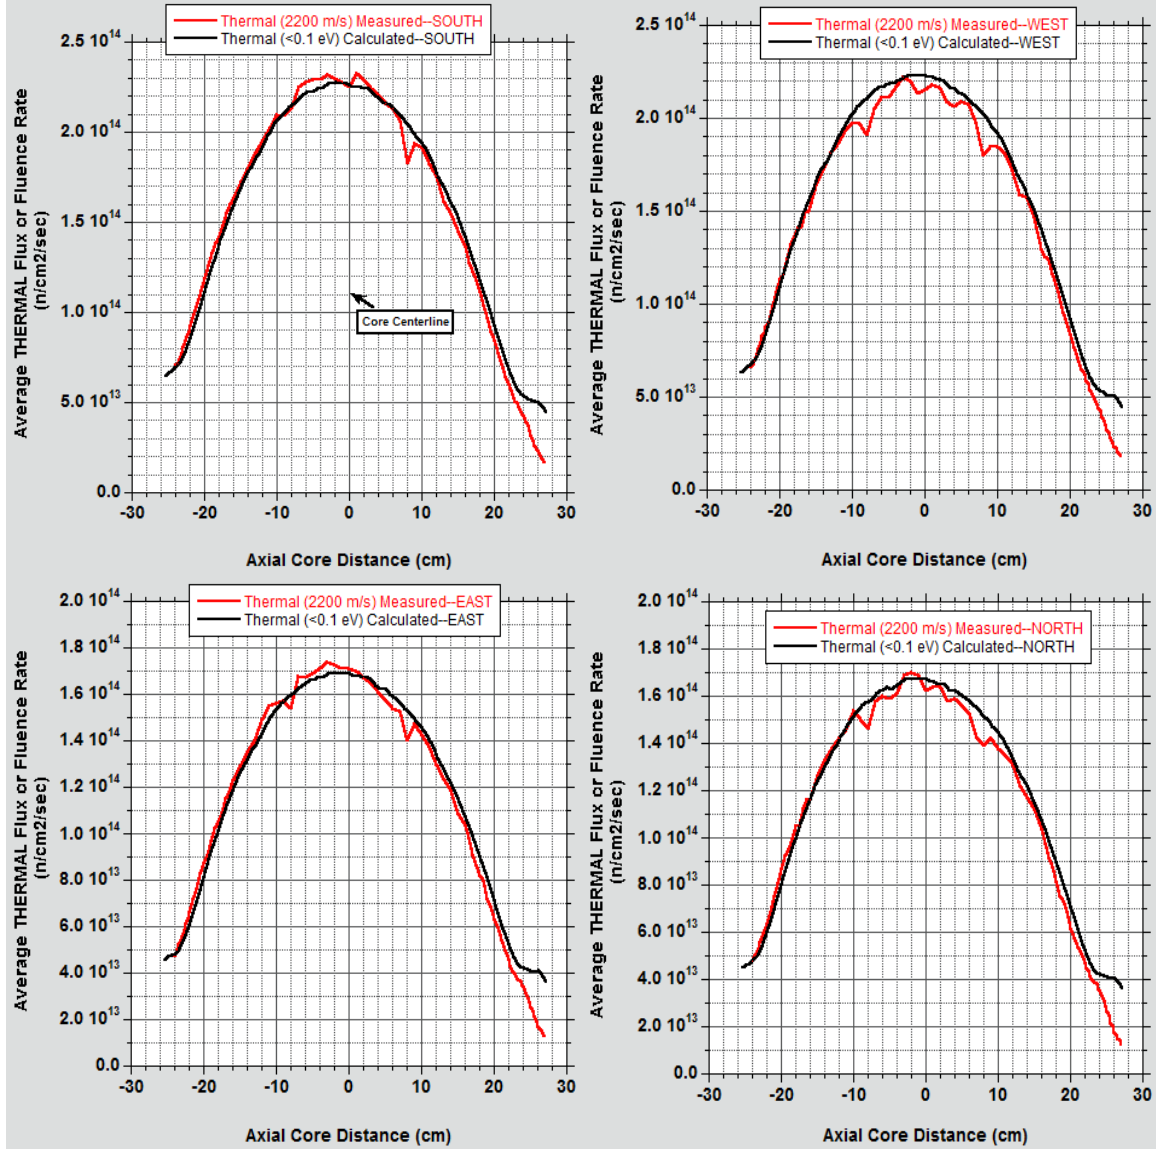 Thermal (2200 m/s) Measured--SOUTH
Thermal (<0.1 eV) Calculated--SOUTH
2.5 10^14
2.0 10^14
1.5 10^14
1.0 10^14
5.0 10^13
0.0
-30 -20 -10 0 10 20 30
Core Centerline
Axial Core Distance (cm)
Average THERMAL Flux or Fluence Rate
(n/cm2/sec)
Thermal (2200 m/s) Measured--WEST
Thermal (<0.1 eV) Calculated--WEST
2.5 10^14
2.0 10^14
1.5 10^14
1.0 10^14
5.0 10^13
0.0
-30 -20 -10 0 10 20 30
Axial Core Distance (cm)
Average THERMAL Flux or Fluence Rate
(n/cm2/sec)
Thermal (2200 m/s) Measured--EAST
Thermal (<0.1 eV) Calculated--EAST
2.0 10^14
1.8 10^14
1.6 10^14
1.4 10^14
1.2 10^14
1.0 10^14
8.0 10^13
6.0 10^13
4.0 10^13
2.0 10^13
0.0
-30 -20 -10 0 10 20 30
Axial Core Distance (cm)
Average THERMAL Flux or Fluence Rate
(n/cm2/sec)
Thermal (2200 m/s) Measured--NORTH
Thermal (<0.1 eV) Calculated--NORTH
2.0 10^14
1.8 10^14
1.6 10^14
1.4 10^14
1.2 10^14
1.0 10^14
8.0 10^13
6.0 10^13
4.0 10^13
2.0 10^13
0.0
-30 -20 -10 0 10 20 30
Axial Core Distance (cm)
Average THERMAL Flux or Fluence Rate
(n/cm2/sec)